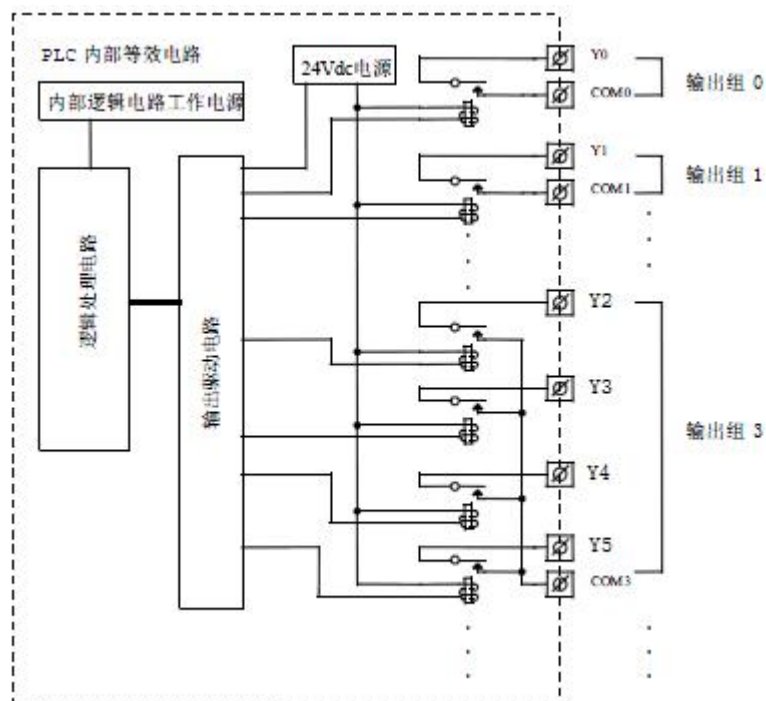 PLC 内部等效电路
24Vdc电源
内部逻辑电路工作电源
逻辑处理电路
输出驱动电路
Y0
COM0
输出组 0
Y1
COM1
输出组 1
Y2
Y3
Y4
Y5
COM3
输出组 3